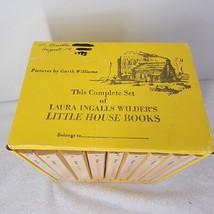 Pictures by Garth Williams
This Complete Set
of
LAURA INGALLS WILDER'S
LITTLE HOUSE BOOKS
Belongs to